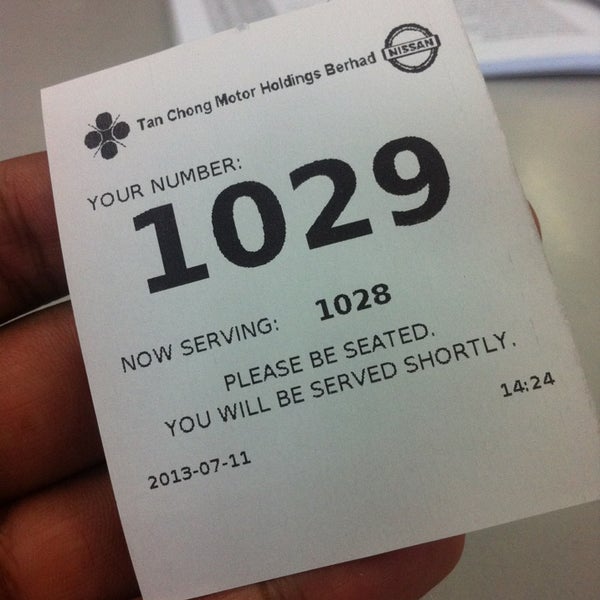 Tan Chong Motor Holdings Berhad NISSAN
YOUR NUMBER:
1029
NOW SERVING: 1028
PLEASE BE SEATED.
YOU WILL BE SERVED SHORTLY.
2013-07-11 14:24